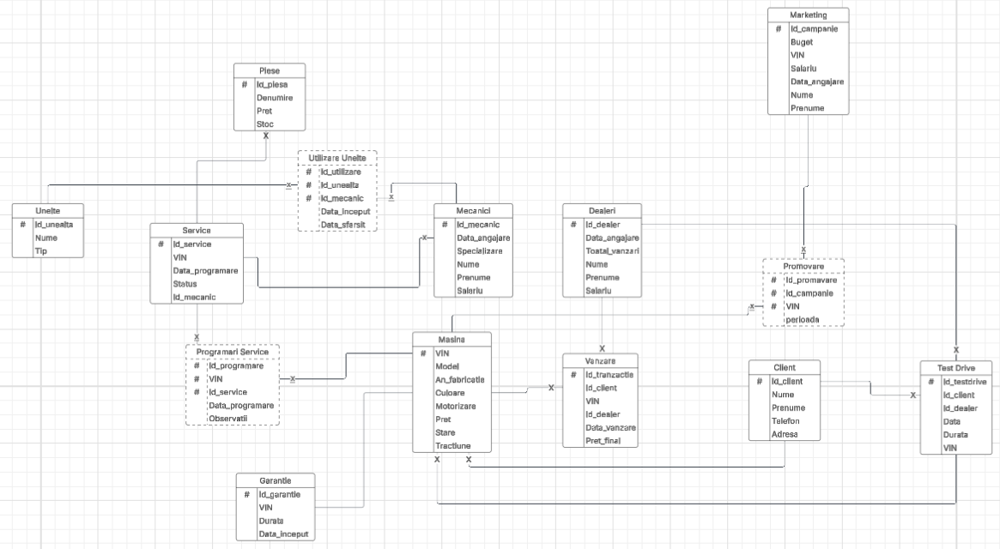 Marketing
# Id_campanie
Buget
VIN
Salariu
Data_angajare
Nume
Prenume
Piese
# Id_piesa
Denumire
Pret
Stoc
X
Utilizare Unelte
# Id_utilizare
# Id_unealta
# Id_mecanic
Data_inceput
Data_sfarsit
X
X
Unelte
# Id_unealta
Nume
Tip
Service
# Id_service
VIN
Data_programare
Status
Id_mecanic
X
Mecanici
# Id_mecanic
Data_angajare
Specializare
Nume
Prenume
Salariu
X
Dealeri
# Id_dealer
Data_angajare
Toatal_vanzari
Nume
Prenume
Salariu
X
Promovare
# Id_promavare
# Id_campanie
# VIN
perioada
X
X
Programari Service
# Id_programare
# VIN
# Id_service
Data_programare
Observatii
X
Masina
# VIN
Model
An_fabricatie
Culoare
Motorizare
Pret
Stare
Tractiune
X X
X
Vanzare
# Id_tranzactie
Id_client
VIN
Id_dealer
Data_vanzare
Pret_final
X
Client
# Id_client
Nume
Prenume
Telefon
Adresa
X
Test Drive
# Id_testdrive
Id_client
Id_dealer
Data
Durata
VIN
X
Garantie
# Id_garantie
VIN
Durata
Data_inceput